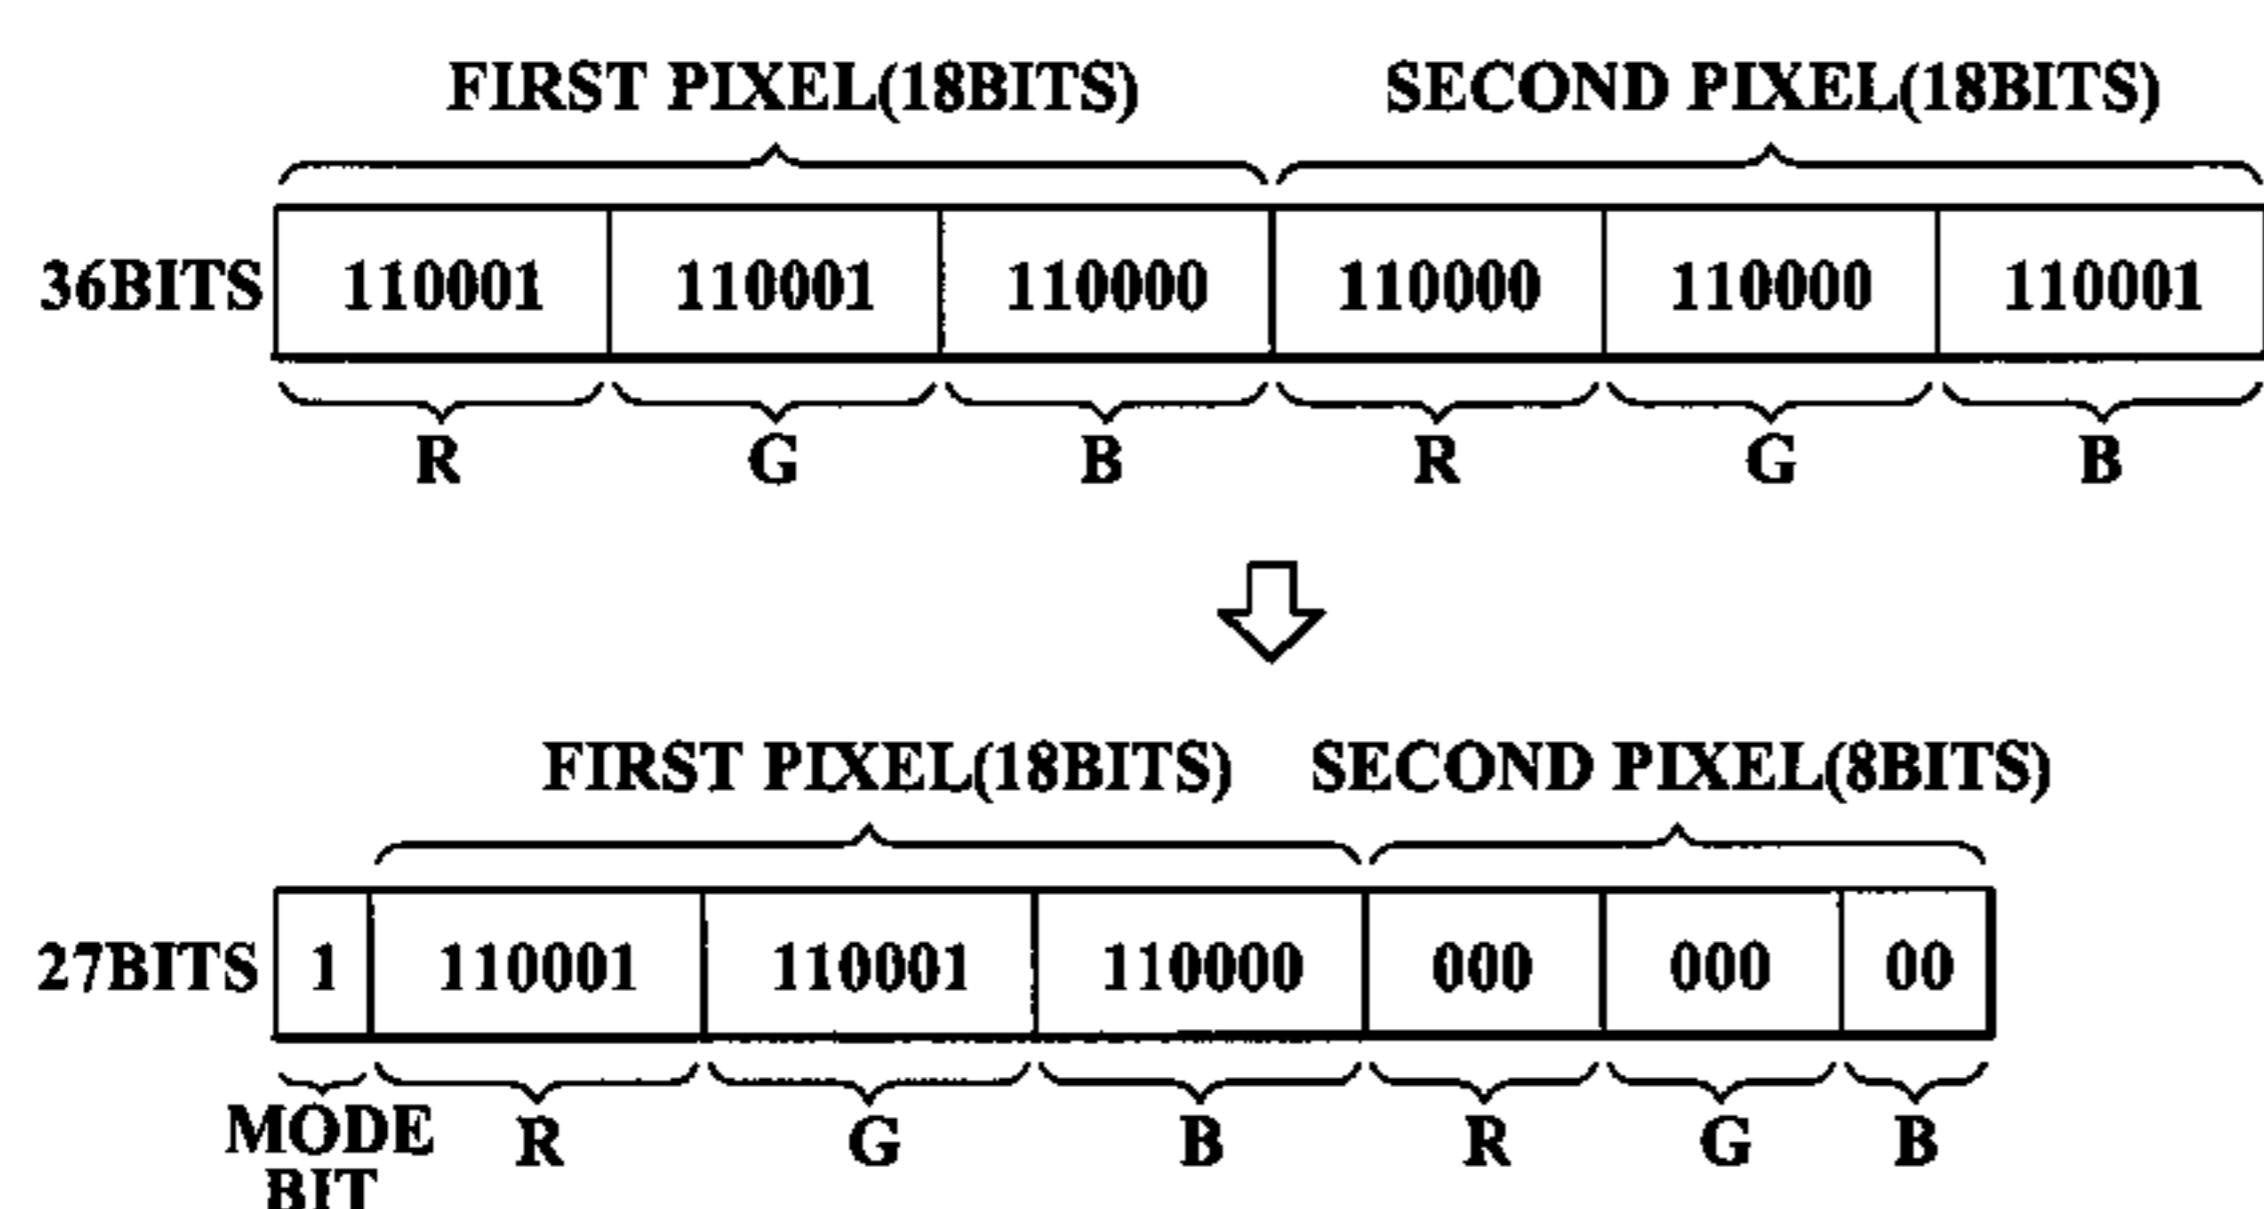 FIRST PIXEL(18BITS) SECOND PIXEL(18BITS)
36BITS 110001 110001 110000 110000 110000 110001
R G B R G B
FIRST PIXEL(18BITS) SECOND PIXEL(8BITS)
27BITS 1 110001 110001 110000 000 000 00
MODE BIT R G B R G B